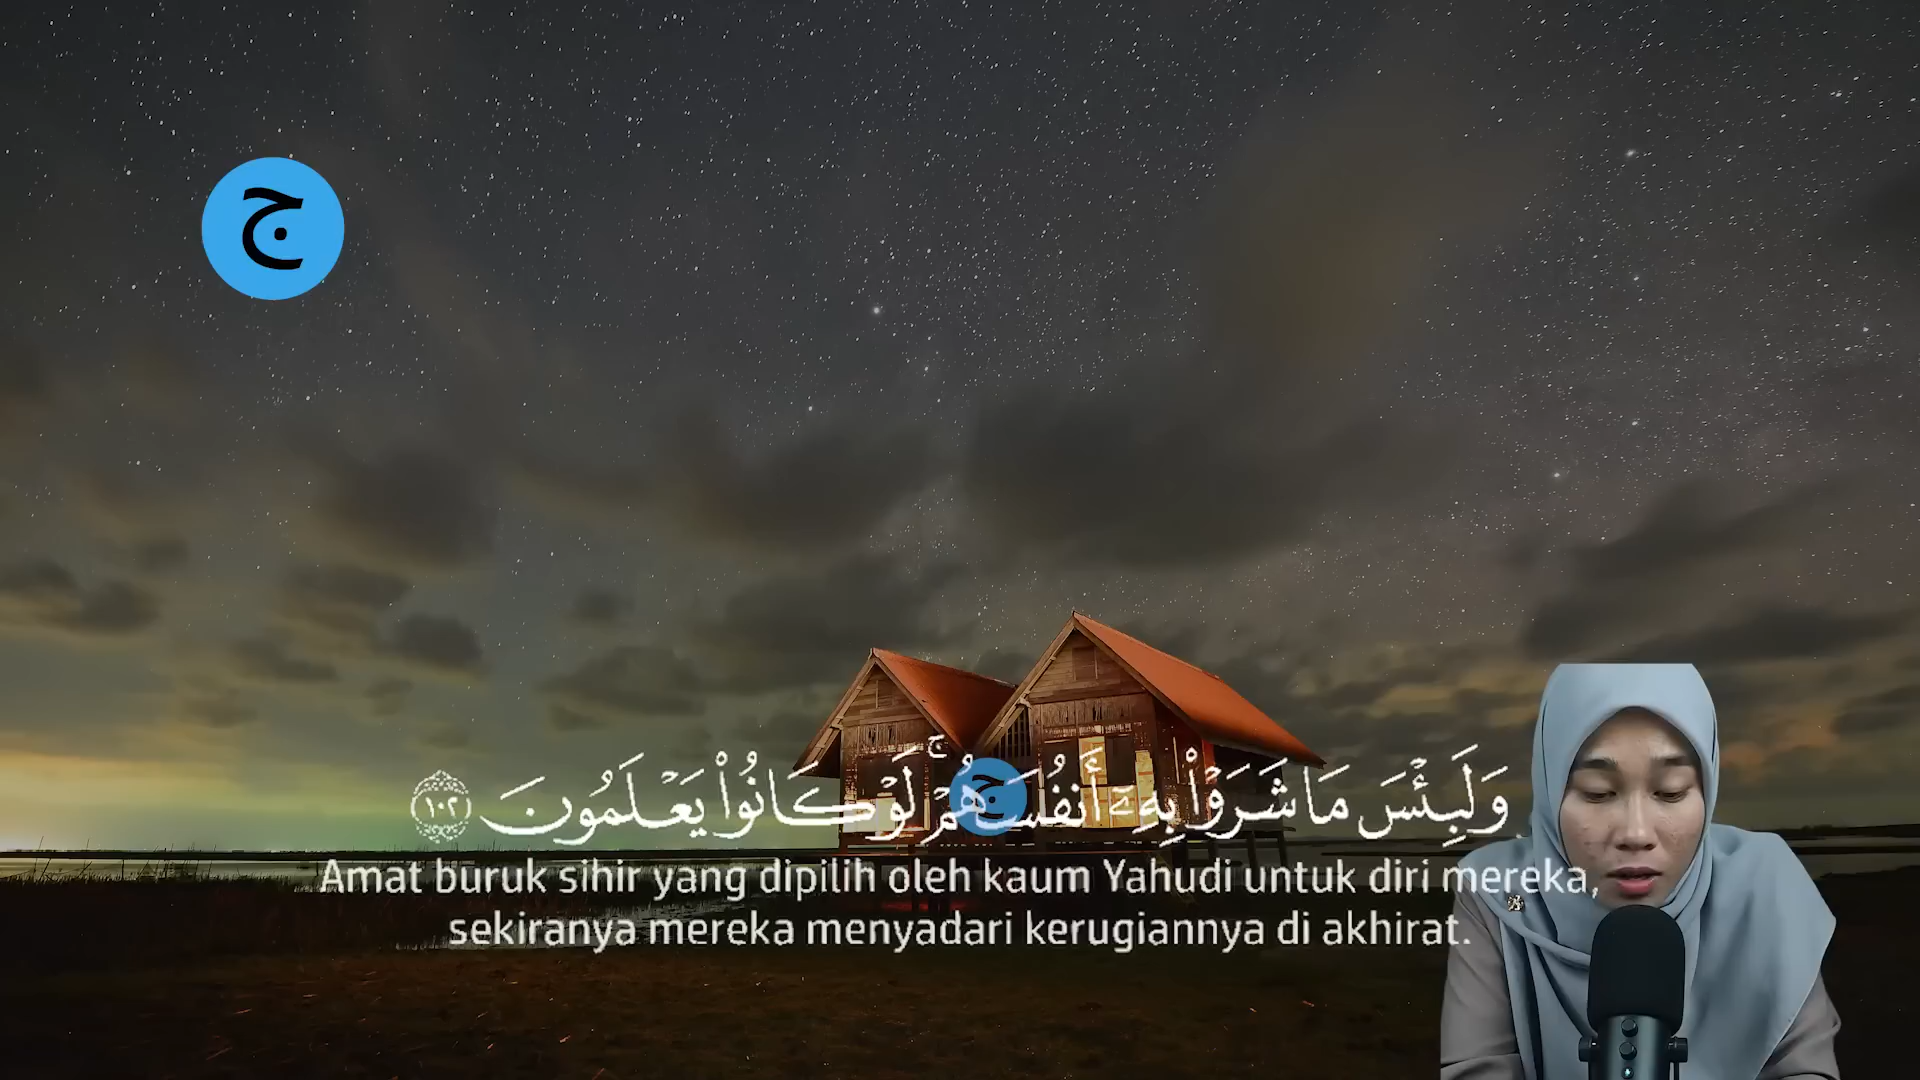 ج
وَلَبِئْسَ مَا شَرَوْا۟ بِهِۦٓ أَنفُسَهُمْ ۚ لَوْ كَانُوا۟ يَعْلَمُونَ ١٠٢
ج
Amat buruk sihir yang dipilih oleh kaum Yahudi untuk diri mereka,
sekiranya mereka menyadari kerugiannya di akhirat.